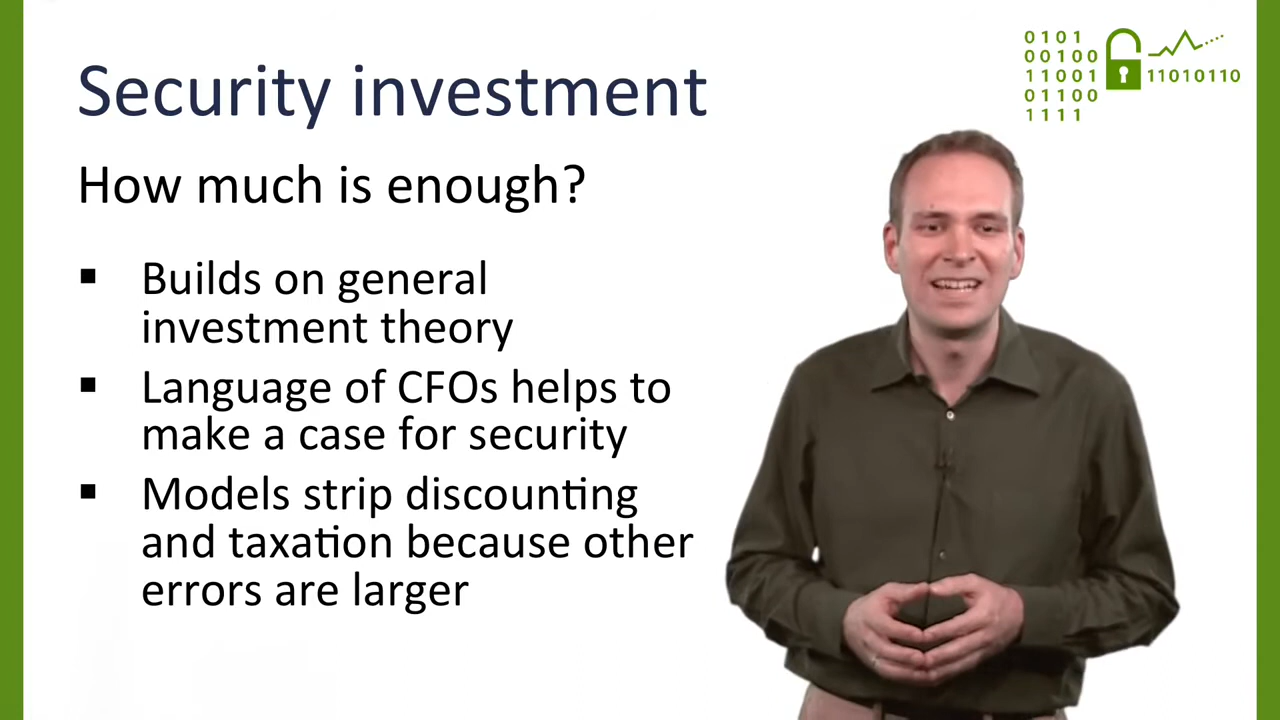 Security investment
How much is enough?
▪ Builds on general
investment theory
▪ Language of CFOs helps to
make a case for security
▪ Models strip discounting
and taxation because other
errors are larger
0101
00100
11001
01100
1111
11010110